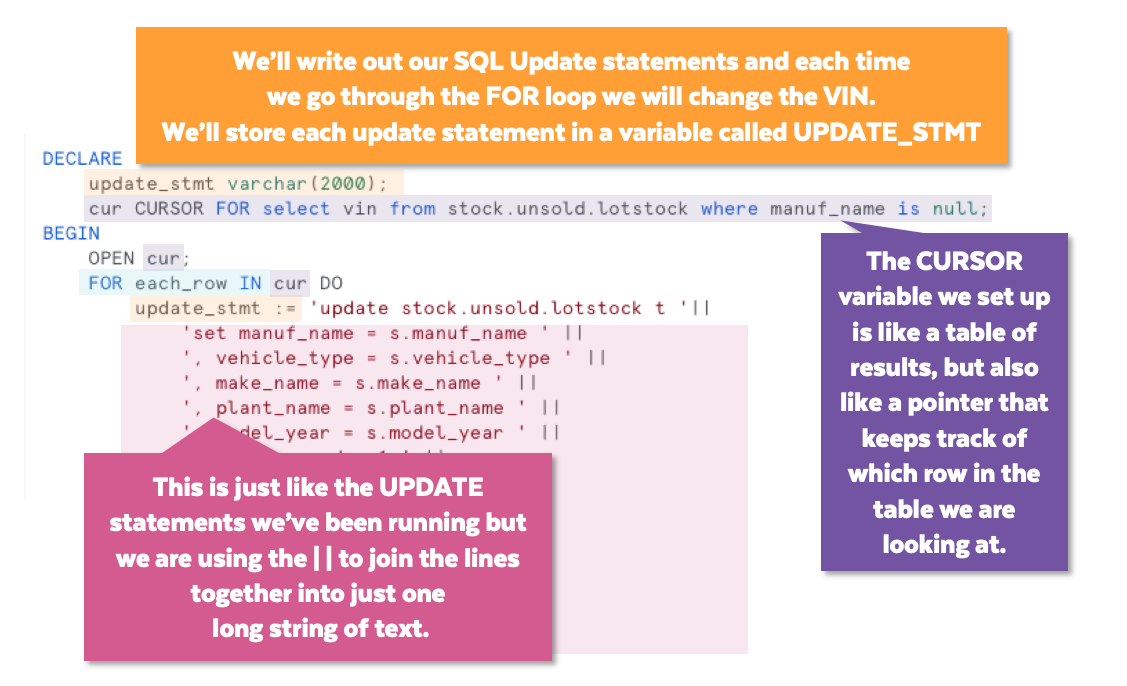 We'll write out our SQL Update statements and each time
we go through the FOR loop we will change the VIN.
We'll store each update statement in a variable called UPDATE_STMT
DECLARE
update_stmt varchar(2000);
cur CURSOR FOR select vin from stock.unsold.lotstock where manuf_name is null;
BEGIN
OPEN cur;
FOR each_row IN cur DO
update_stmt := 'update stock.unsold.lotstock t '||
'set manuf_name = s.manuf_name ' ||
', vehicle_type = s.vehicle_type ' ||
', make_name = s.make_name ' ||
', plant_name = s.plant_name ' ||
= s.model_year ' ||
The CURSOR
variable we set up
is like a table of
results, but also
like a pointer that
keeps track of
which row in the
table we are
looking at.
This is just like the UPDATE
statements we've been running but
we are using the || to join the lines
together into just one
long string of text.